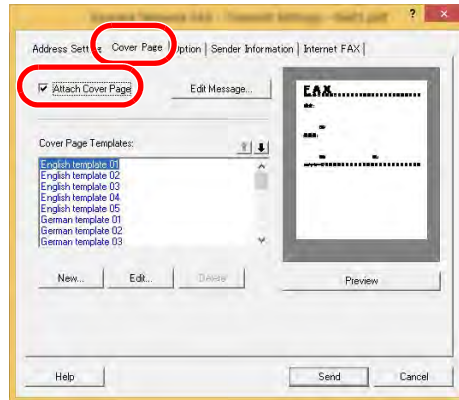 ?
Address Setting Cover Page Option | Sender Information | Internet FAX
Attach Cover Page
Edit Message...
FAX
Cover Page Templates:
English template 01
English template 02
English template 03
English template 04
English template 05
German template 01
German template 02
German template 03
New...
Edit...
Delete
Preview
Help
Send
Cancel